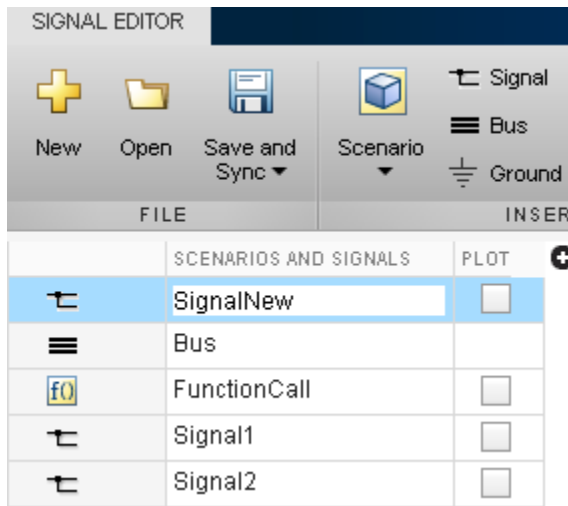 SIGNAL EDITOR
New
Open
Save and
Sync
Scenario
Signal
Bus
Ground
FILE
INSER
SCENARIOS AND SIGNALS
PLOT
SignalNew
Bus
f()
FunctionCall
Signal1
Signal2